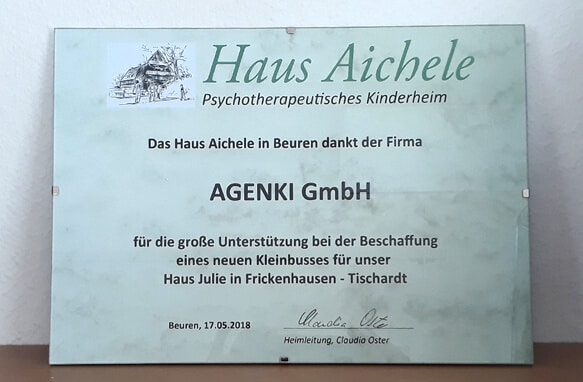 Haus Aichele
Psychotherapeutisches Kinderheim
Das Haus Aichele in Beuren dankt der Firma
AGENKI GmbH
für die große Unterstützung bei der Beschaffung
eines neuen Kleinbusses für unser
Haus Julie in Frickenhausen - Tischardt
Beuren, 17.05.2018
Claudia Oster
Heimleitung, Claudia Oster